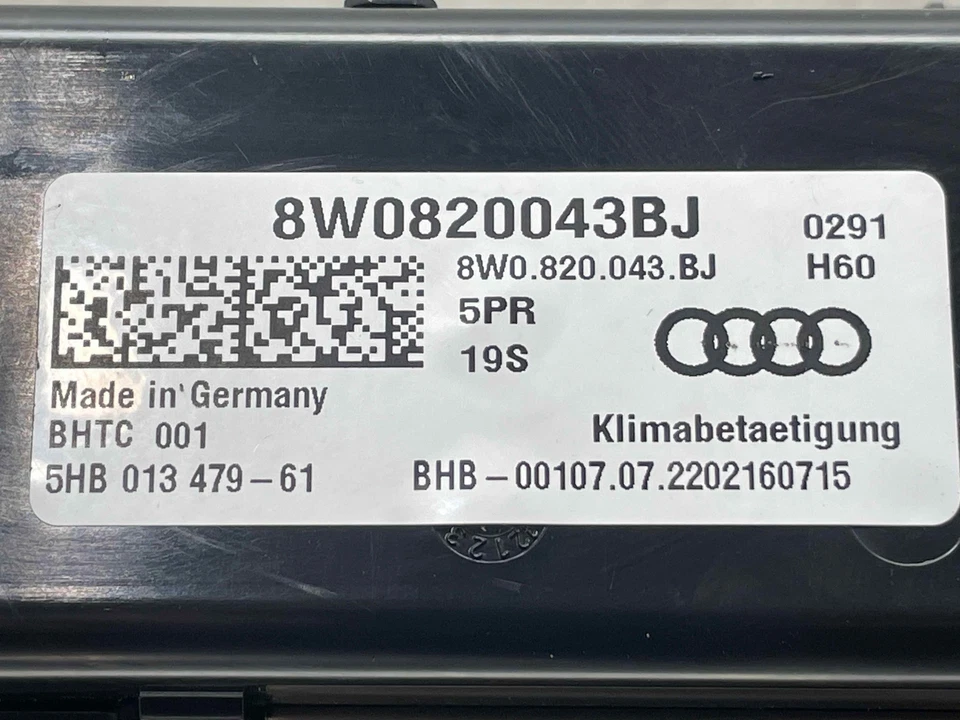 8W0820043BJ
0291
8W0.820.043.BJ
H60
5PR
19S
Made in Germany
BHTC 001
Klimabetaetigung
5HB 013 479-61
BHB-00107.07.2202160715